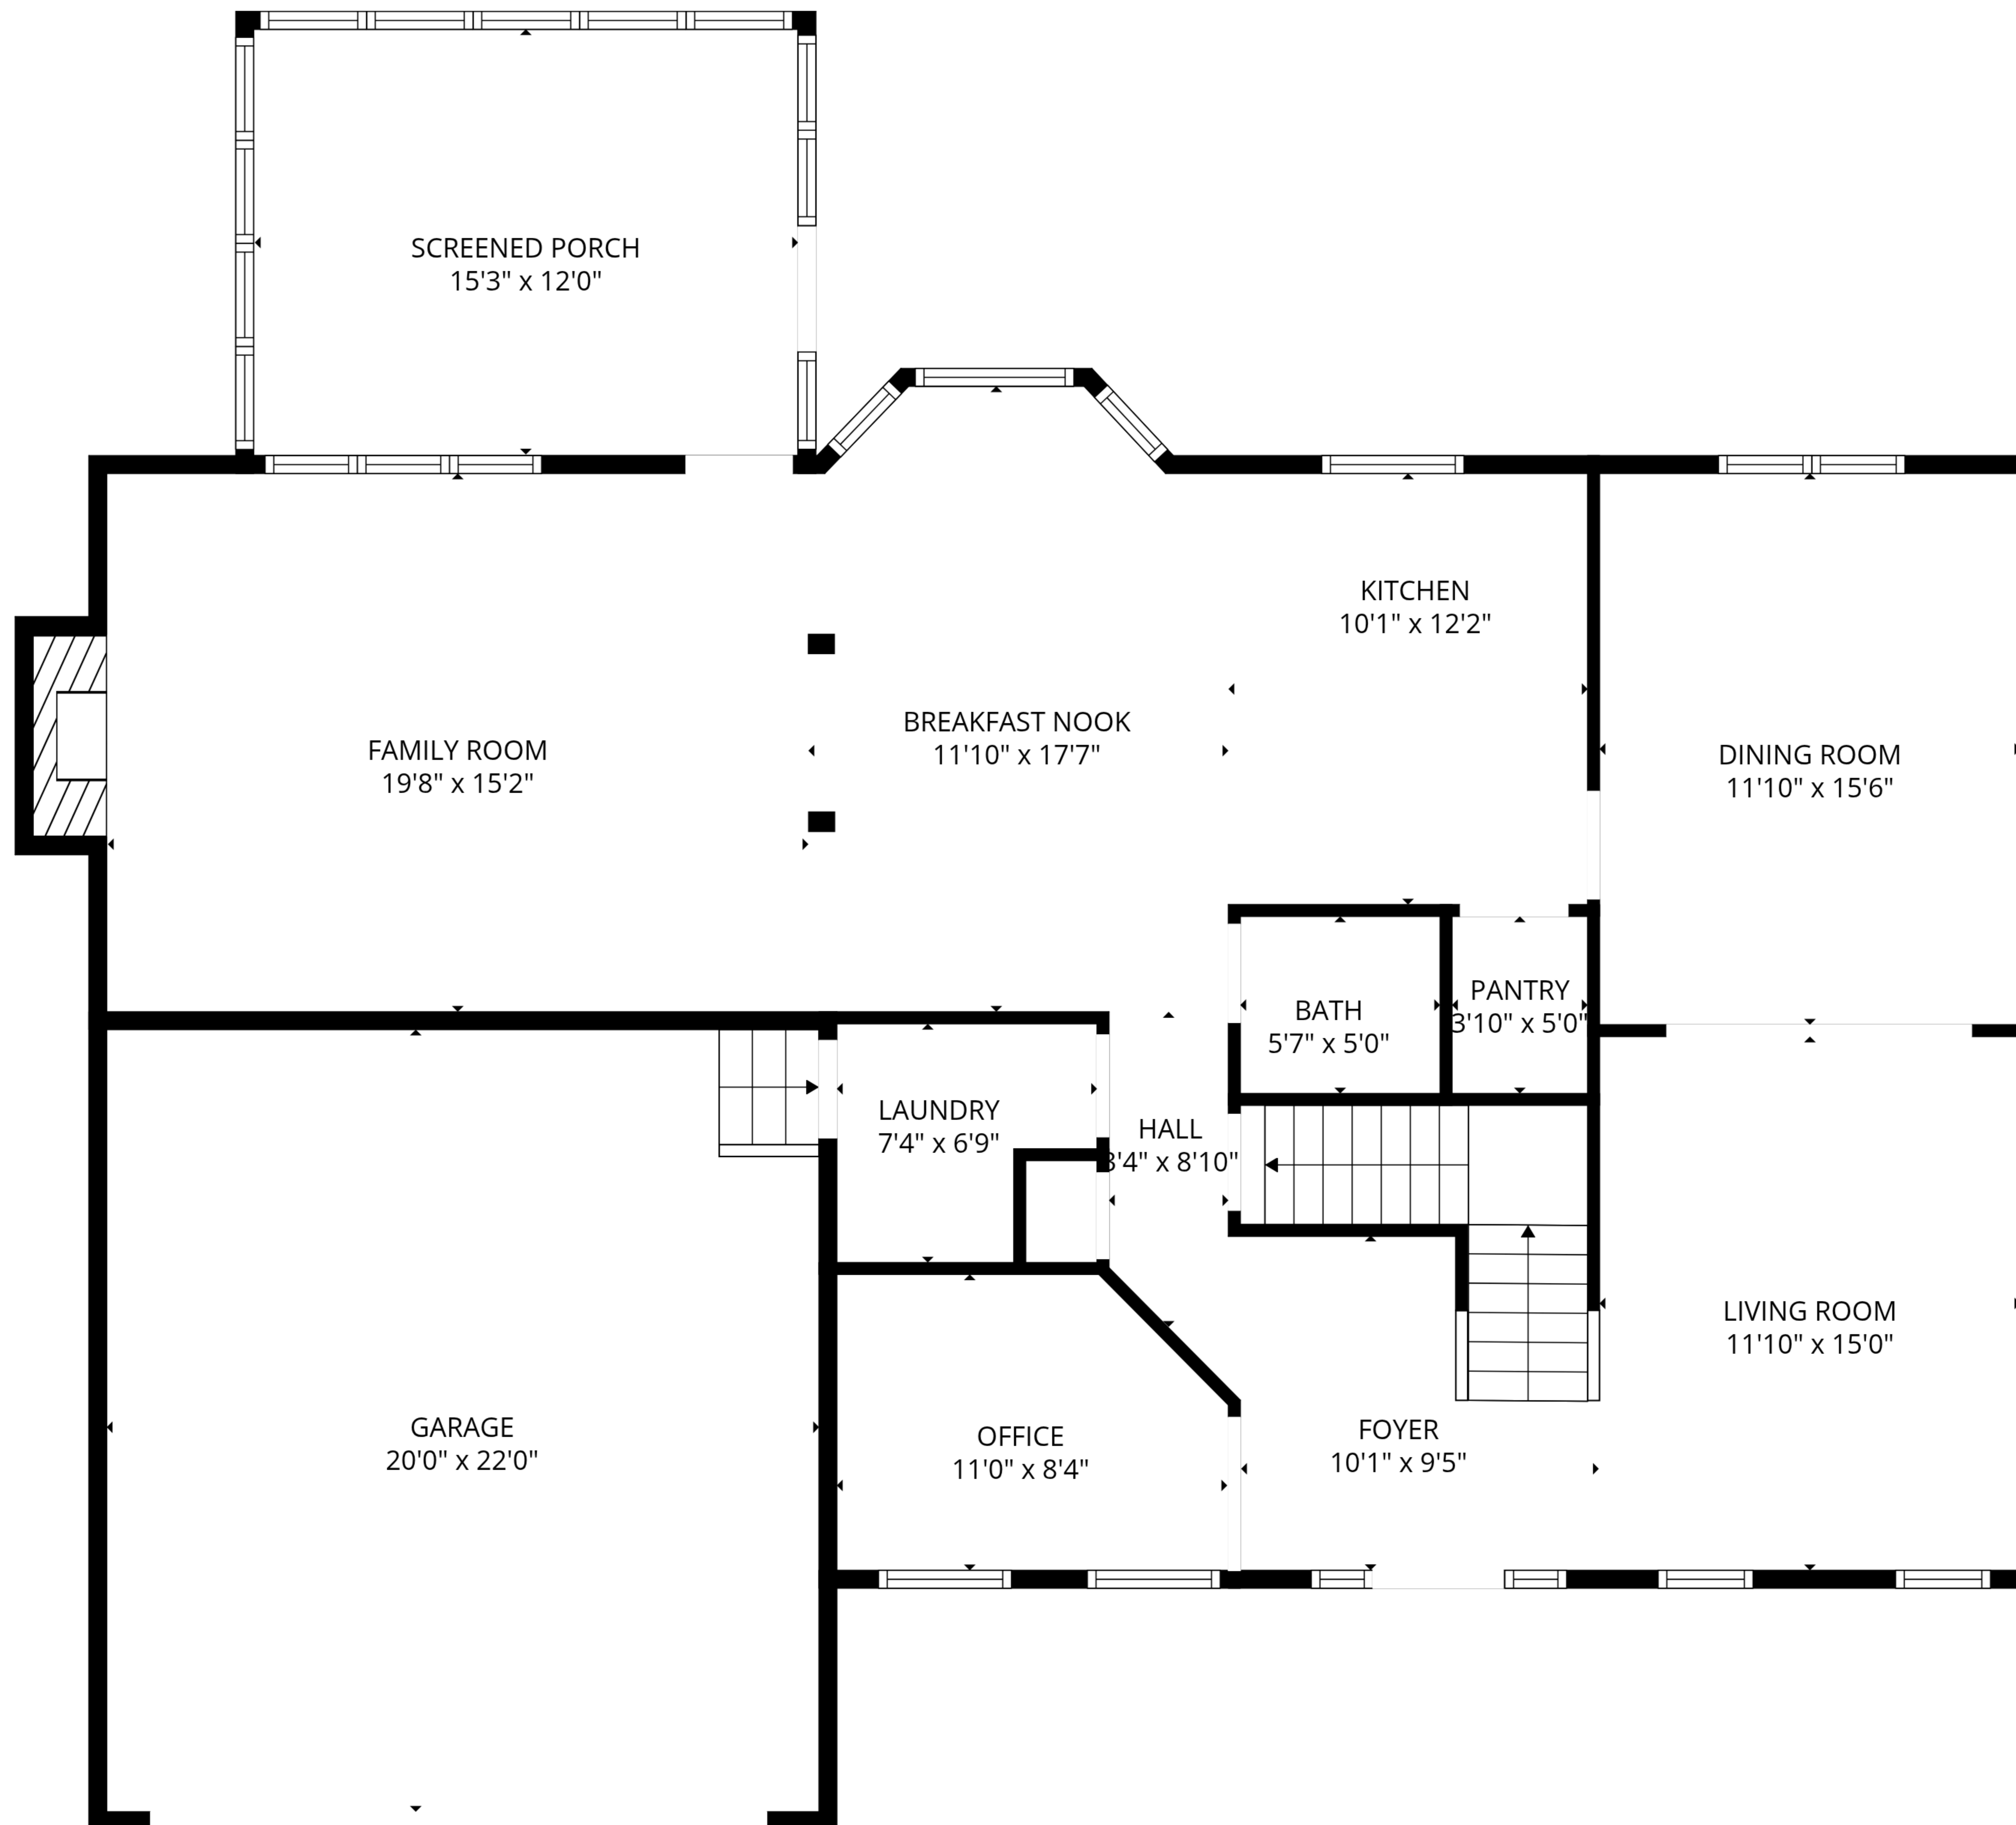 SCREENED PORCH
15'3" x 12'0"
KITCHEN
10'1" x 12'2"
BREAKFAST NOOK
11'10" x 17'7"
FAMILY ROOM
19'8" x 15'2"
DINING ROOM
11'10" x 15'6"
PANTRY
3'10" x 5'0"
BATH
5'7" x 5'0"
LAUNDRY
7'4" x 6'9"
HALL
3'4" x 8'10"
LIVING ROOM
11'10" x 15'0"
GARAGE
20'0" x 22'0"
OFFICE
11'0" x 8'4"
FOYER
10'1" x 9'5"